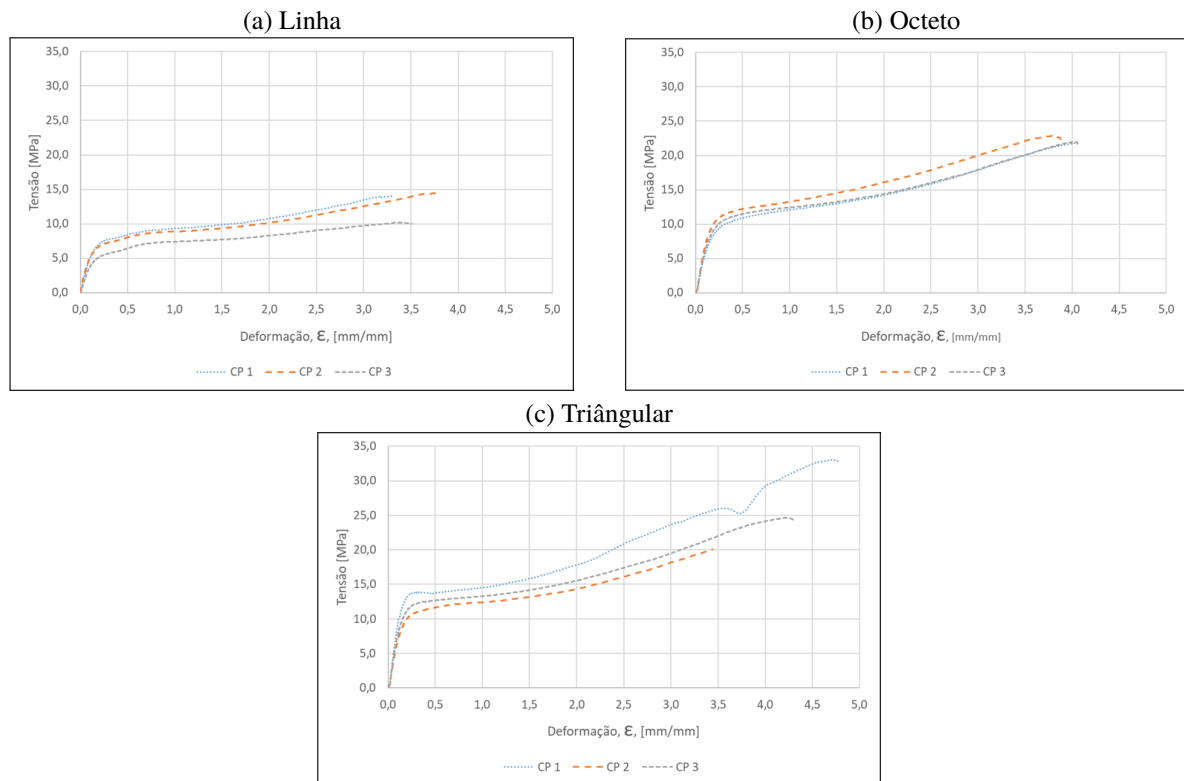 (a) Linha
35,0
30,0
25,0
20,0
15,0
10,0
5,0
0,0
Tensão [MPa]
0,0 0,5 1,0 1,5 2,0 2,5 3,0 3,5 4,0 4,5 5,0
Deformação, ε, [mm/mm]
CP 1 CP 2 CP 3
(b) Octeto
35,0
30,0
25,0
20,0
15,0
10,0
5,0
0,0
Tensão [MPa]
0,0 0,5 1,0 1,5 2,0 2,5 3,0 3,5 4,0 4,5 5,0
Deformação, ε, [mm/mm]
CP 1 CP 2 CP 3
(c) Triângular
35,0
30,0
25,0
20,0
15,0
10,0
5,0
0,0
Tensão [MPa]
0,0 0,5 1,0 1,5 2,0 2,5 3,0 3,5 4,0 4,5 5,0
Deformação, ε, [mm/mm]
CP 1 CP 2 CP 3